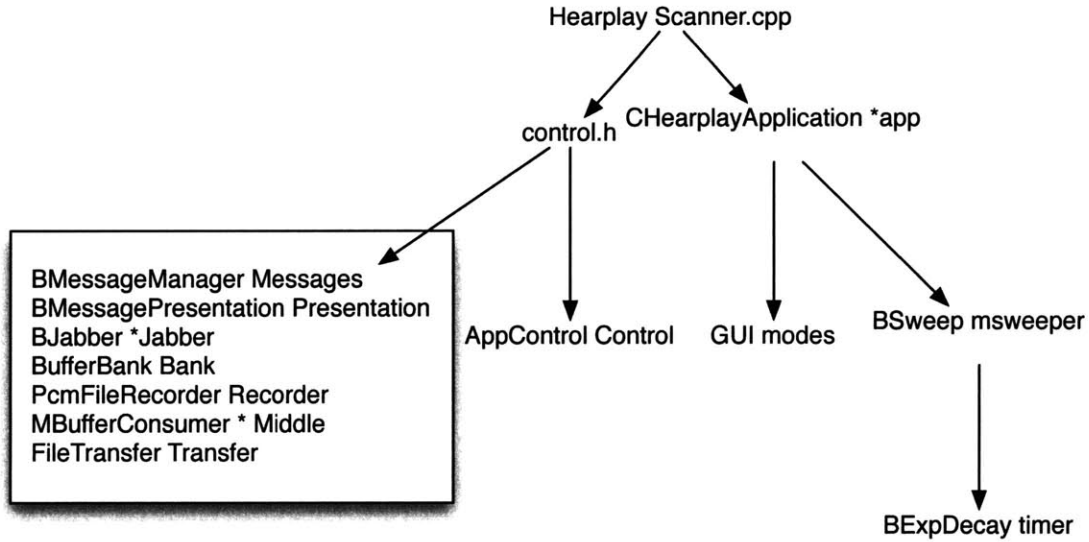 Hearplay Scanner.cpp
control.h
CHearplayApplication *app
BMessageManager Messages
BMessagePresentation Presentation
BJabber *Jabber
BufferBank Bank
PcmFileRecorder Recorder
MBufferConsumer * Middle
FileTransfer Transfer
AppControl Control
GUI modes
BSweep msweeper
BExpDecay timer